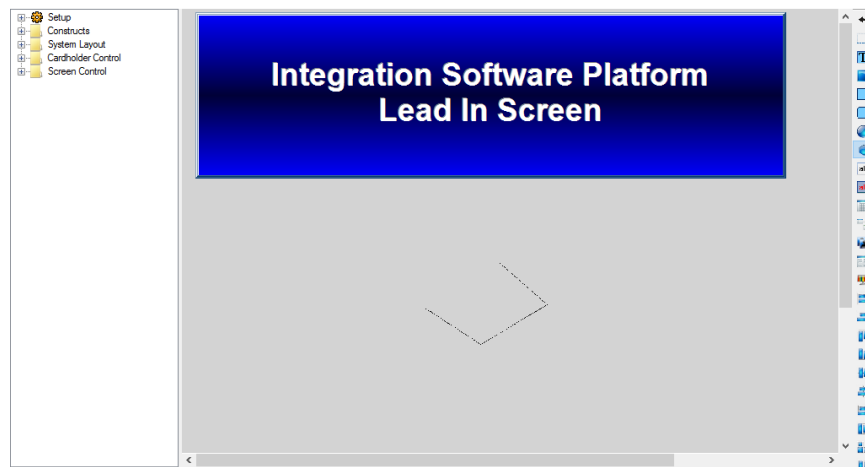 Setup
Constructs
System Layout
Cardholder Control
Screen Control
Integration Software Platform
Lead In Screen